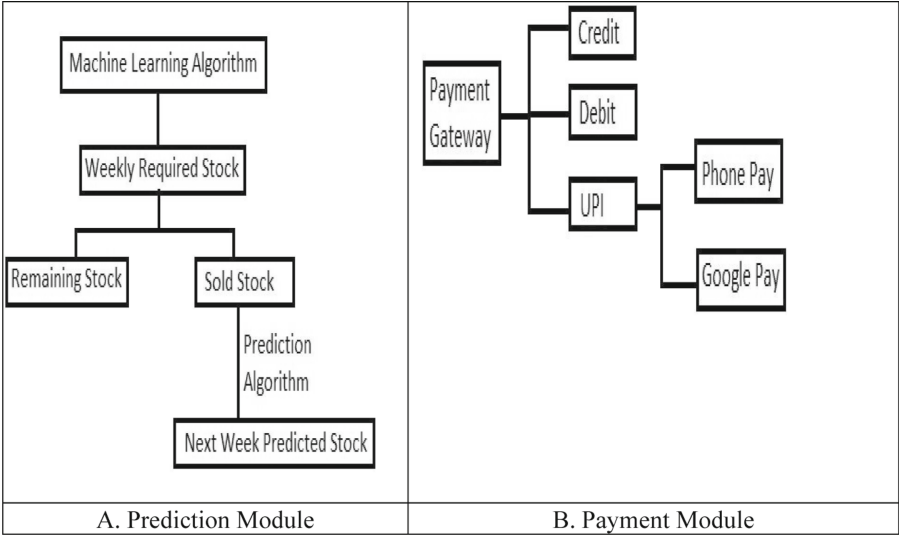 Machine Learning Algorithm
Weekly Required Stock
Remaining Stock
Sold Stock
Prediction
Algorithm
Next Week Predicted Stock
A. Prediction Module
Payment
Gateway
Credit
Debit
UPI
Phone Pay
Google Pay
B. Payment Module